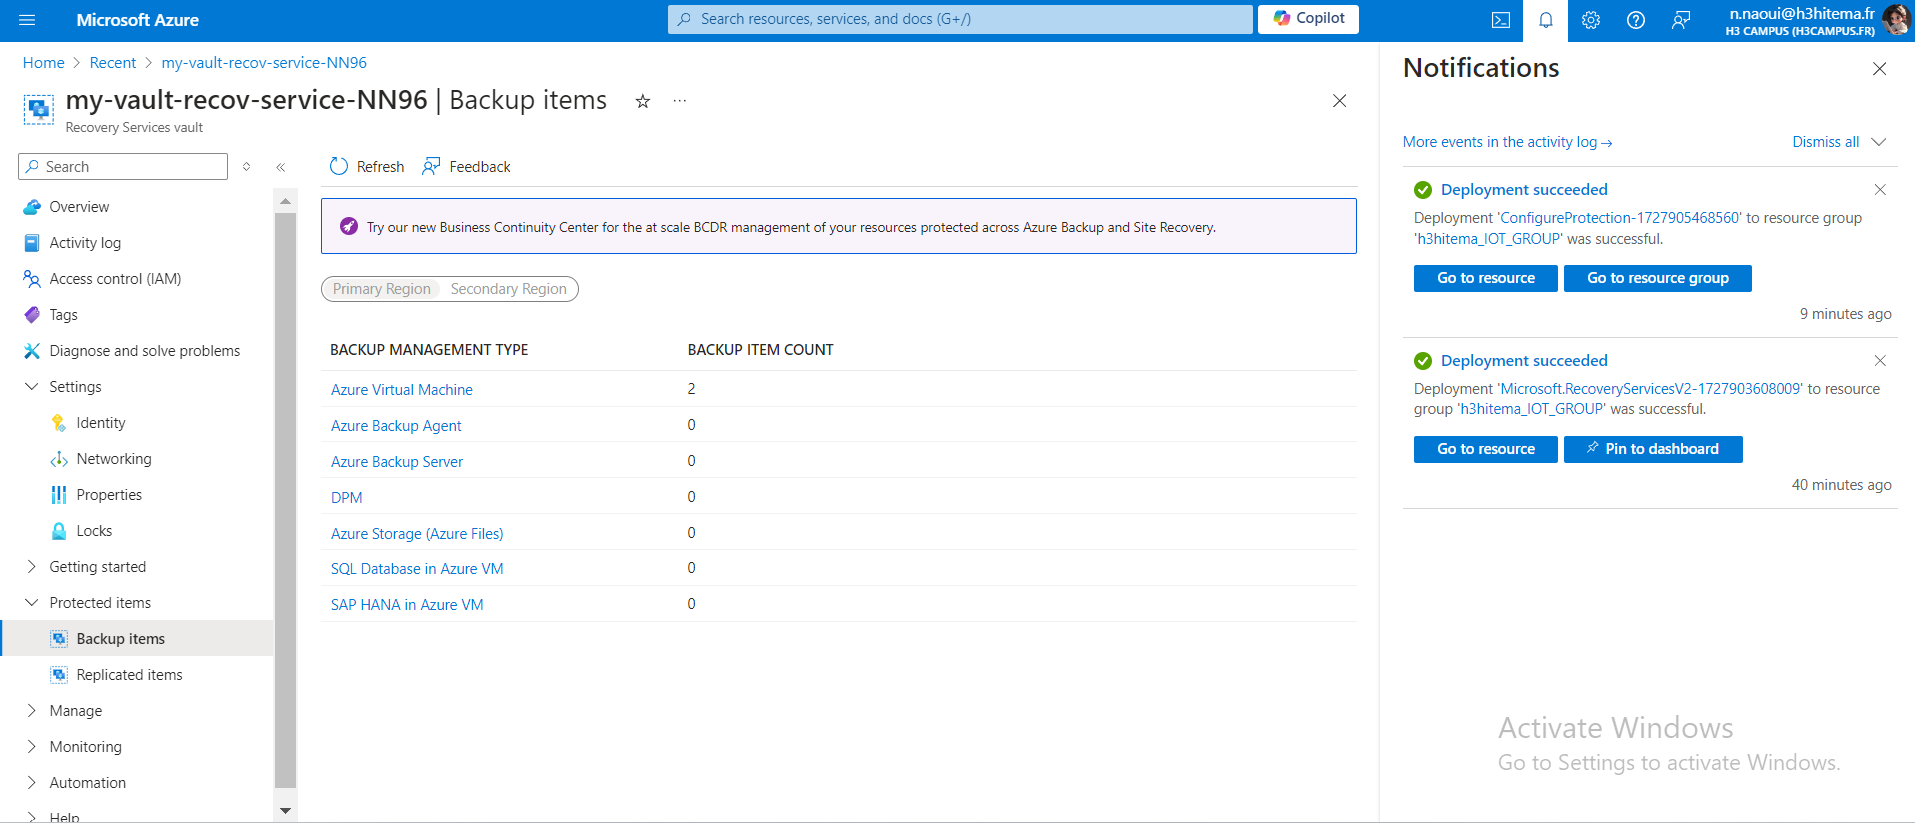 Microsoft Azure
Search resources, services, and docs (G+/)
Copilot
n.naoui@h3hitema.fr
H3 CAMPUS (H3CAMPUS.FR)
Home > Recent > my-vault-recov-service-NN96
my-vault-recov-service-NN96 | Backup items
Recovery Services vault
Search
Overview
Activity log
Access control (IAM)
Tags
Diagnose and solve problems
Settings
Identity
Networking
Properties
Locks
Getting started
Protected items
Backup items
Replicated items
Manage
Monitoring
Automation
Help
Refresh Feedback
Try our new Business Continuity Center for the at scale BCDR management of your resources protected across Azure Backup and Site Recovery.
Primary Region Secondary Region
BACKUP MANAGEMENT TYPE BACKUP ITEM COUNT
Azure Virtual Machine 2
Azure Backup Agent 0
Azure Backup Server 0
DPM 0
Azure Storage (Azure Files) 0
SQL Database in Azure VM 0
SAP HANA in Azure VM 0
Notifications
More events in the activity log → Dismiss all
Deployment succeeded
Deployment 'ConfigureProtection-1727905468560' to resource group
'h3hitema_IOT_GROUP' was successful.
Go to resource Go to resource group
9 minutes ago
Deployment succeeded
Deployment 'Microsoft.RecoveryServicesV2-1727903608009' to resource
group 'h3hitema_IOT_GROUP' was successful.
Go to resource Pin to dashboard
40 minutes ago
Activate Windows
Go to Settings to activate Windows.